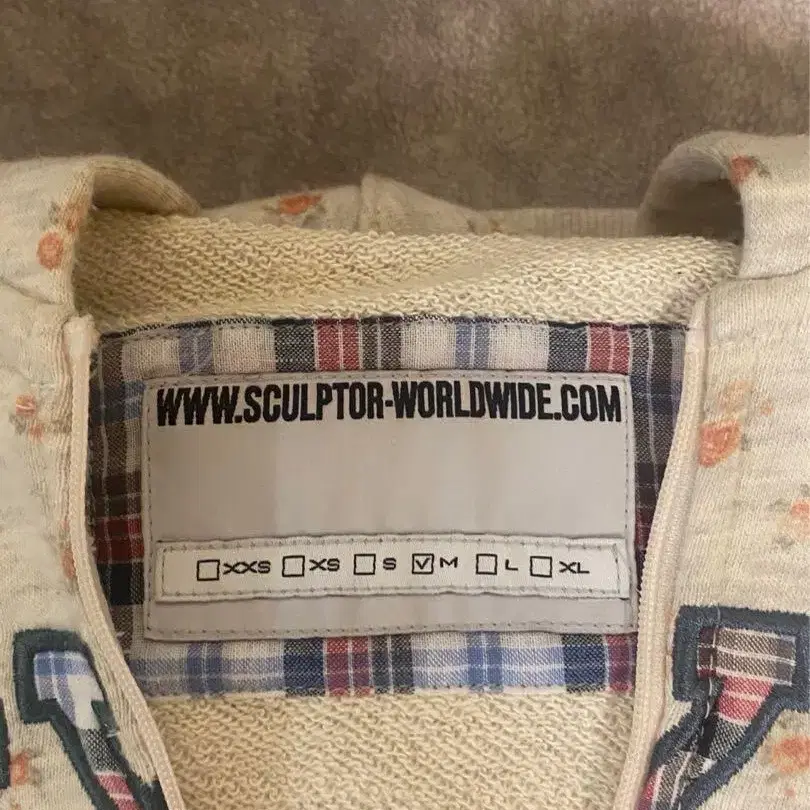 WWW.SCULPTOR-WORLDWIDE.COM
☐XXS ☐XS ☐S ☑M ☐L ☐XL